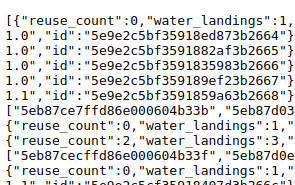 [{"reuse_count":0,"water_landings":1,
1.0","id":"5e9e2c5bf35918ed873b2664"}
1.0","id":"5e9e2c5bf3591882af3b2665"}
1.0","id":"5e9e2c5bf3591835983b2666"}
1.0","id":"5e9e2c5bf359189ef23b2667"}
1.1","id":"5e9e2c5bf3591859a63b2668"}
["5eb87ce7ffd86e000604b33b","5eb87d03
{"reuse_count":0,"water_landings":1,"
{"reuse_count":2,"water_landings":3,"
["5eb87cecffd86e000604b33f","5eb87d0e
{"reuse_count":0,"water_landings":1,"